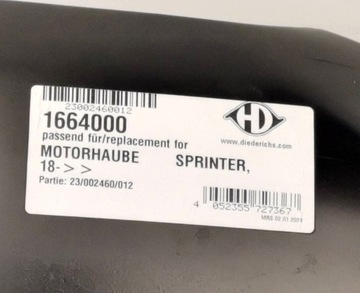 23002460012
1664000
passend für/replacement for
MOTORHAUBE SPRINTER,
18-> >
Partie: 23/002460/012
HD
www.diederichs.com
4 052355 727367